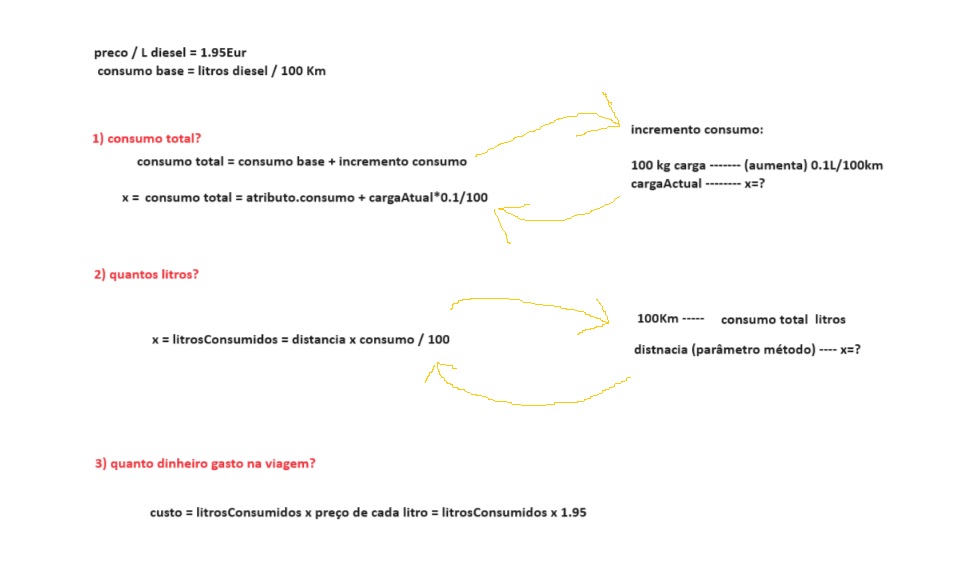 preco / L diesel = 1.95Eur
consumo base = litros diesel / 100 Km
1) consumo total?
consumo total = consumo base + incremento consumo
x = consumo total = atributo.consumo + cargaAtual*0.1/100
incremento consumo:
100 kg carga ------- (aumenta) 0.1L/100km
cargaActual -------- x=?
2) quantos litros?
x = litrosConsumidos = distancia x consumo / 100
100Km ----- consumo total litros
distnacia (parâmetro método) ---- x=?
3) quanto dinheiro gasto na viagem?
custo = litrosConsumidos x preço de cada litro = litrosConsumidos x 1.95